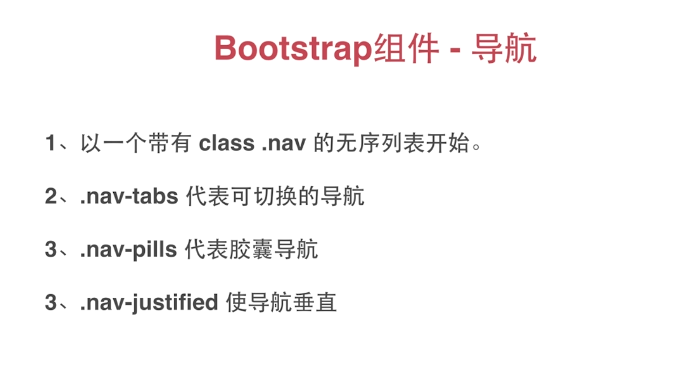 Bootstrap组件 - 导航
1、以一个带有 class .nav 的无序列表开始。
2、.nav-tabs 代表可切换的导航
3、.nav-pills 代表胶囊导航
3、.nav-justified 使导航垂直